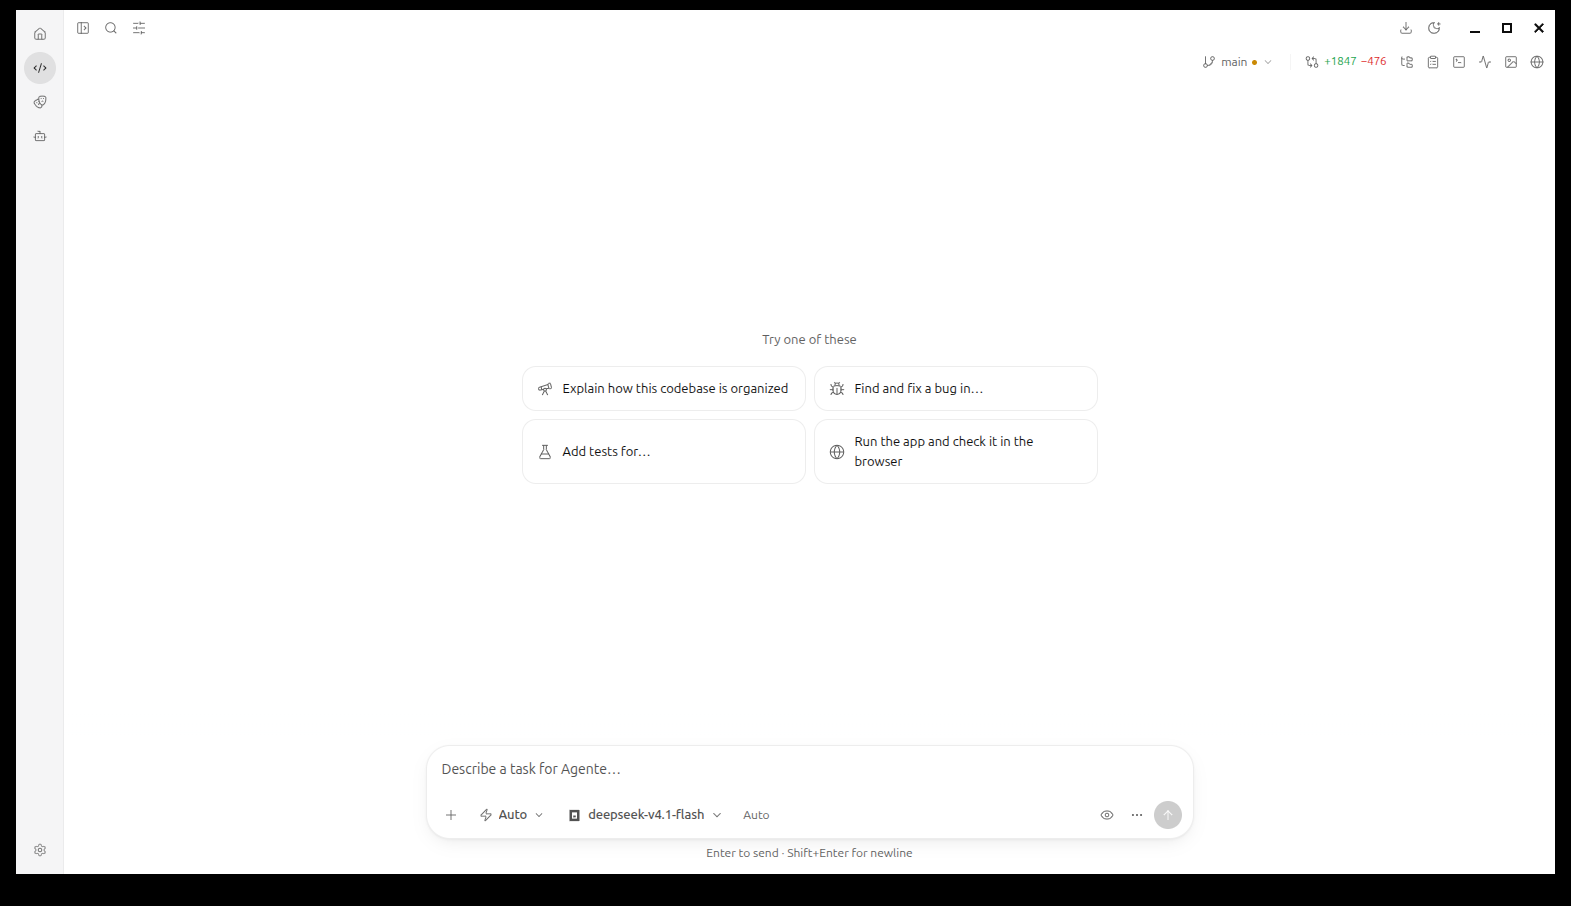 main
+1847 −476
Try one of these
Explain how this codebase is organized
Find and fix a bug in…
Add tests for…
Run the app and check it in the
browser
Describe a task for Agente…
Auto
deepseek-v4.1-flash
Auto
Enter to send · Shift+Enter for newline